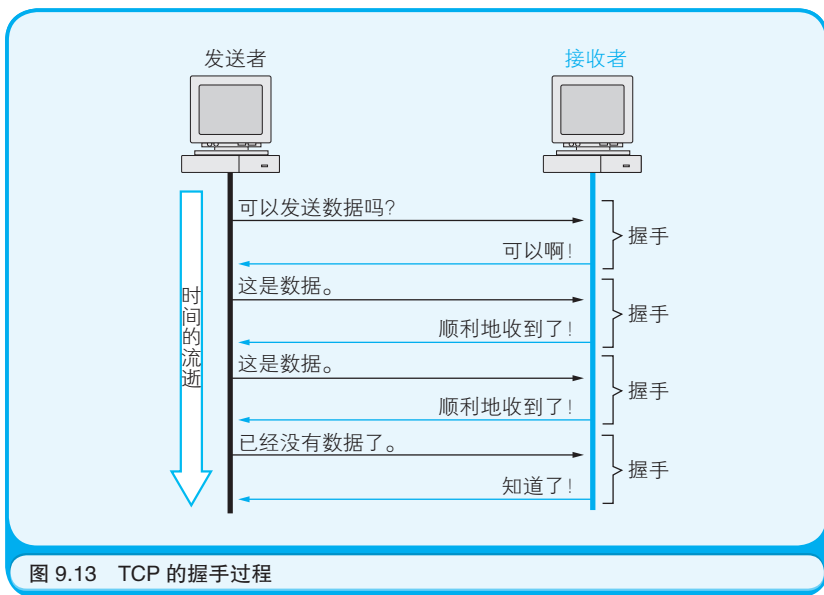 发送者
接收者
可以发送数据吗?
可以啊!
握手
这是数据。
顺利地收到了!
握手
这是数据。
顺利地收到了!
握手
已经没有数据了。
知道了!
握手
时间的流逝
图 9.13 TCP 的握手过程